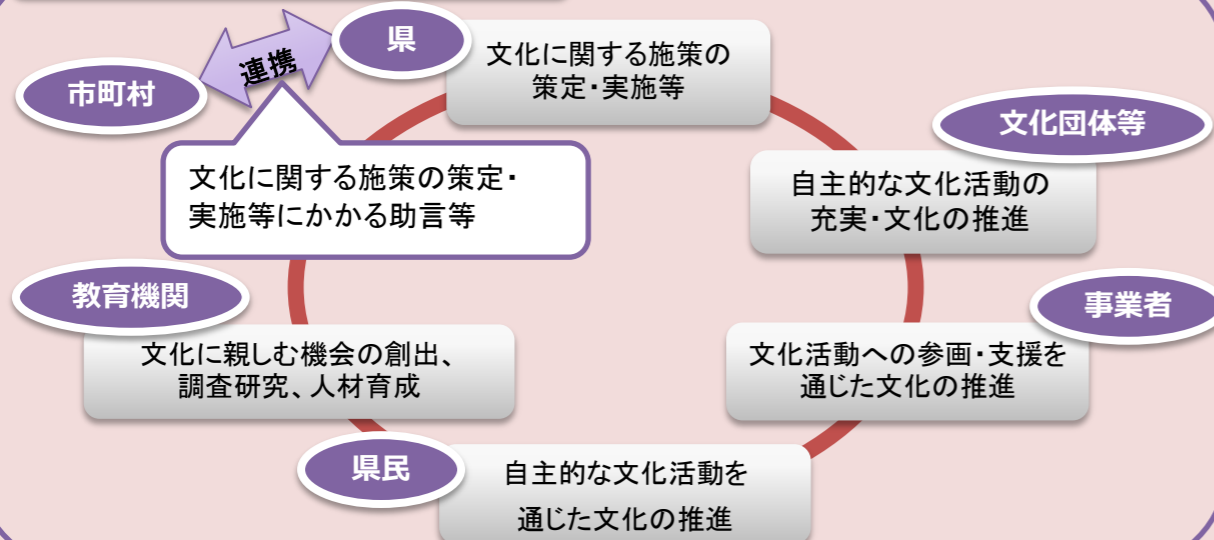 県
連携
市町村
文化に関する施策の
策定・実施等
文化に関する施策の策定・
実施等にかかる助言等
文化団体等
自主的な文化活動の
充実・文化の推進
教育機関
文化に親しむ機会の創出、
調査研究、人材育成
事業者
文化活動への参画・支援を
通じた文化の推進
県民
自主的な文化活動を
通じた文化の推進